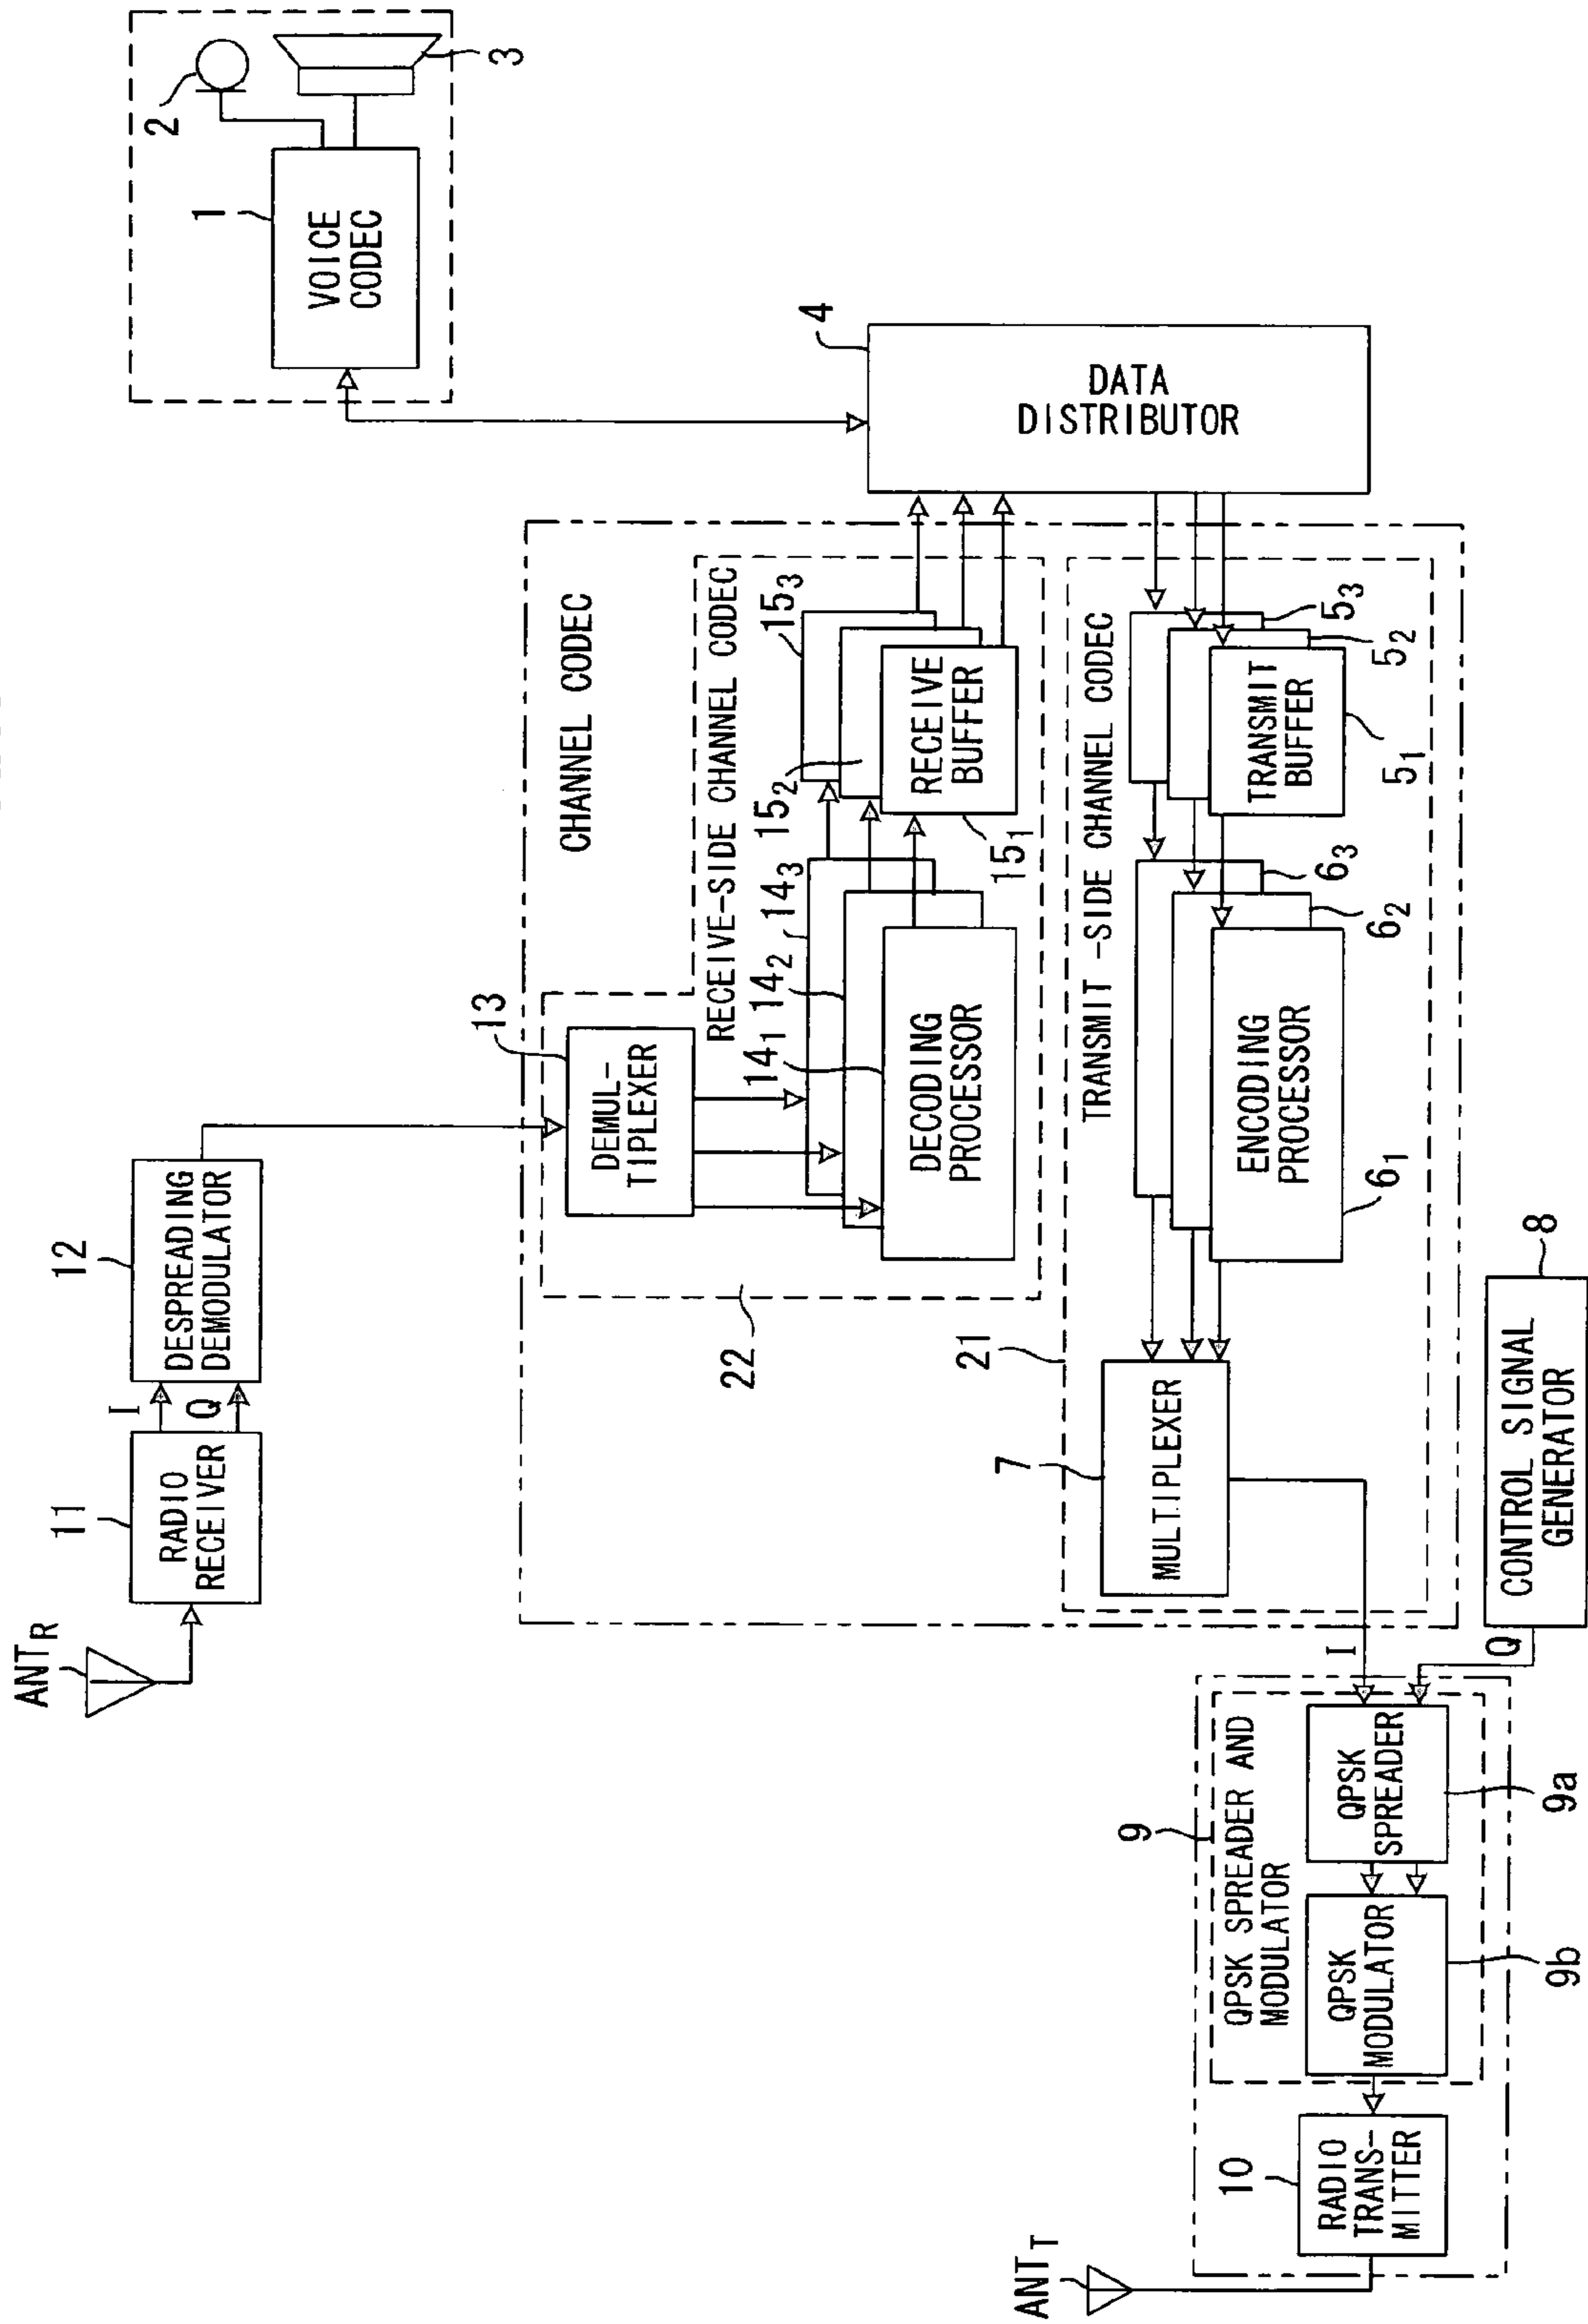 ANTR
11
RADIO
RECEIVER
I
Q
12
DESPREADING
DEMODULATOR
2
3
1
VOICE
CODEC
4
DATA
DISTRIBUTOR
CHANNEL CODEC
RECEIVE-SIDE CHANNEL CODEC
13
DEMUL-
TIPLEXER
141
142
143
DECODING
PROCESSOR
152
153
RECEIVE
BUFFER
151
22
TRANSMIT -SIDE CHANNEL CODEC
21
7
MULTIPLEXER
ENCODING
PROCESSOR
61
62
63
TRANSMIT
BUFFER
51
52
53
8
CONTROL SIGNAL
GENERATOR
I
Q
9
QPSK SPREADER AND
MODULATOR
QPSK
SPREADER
9a
QPSK
MODULATOR
9b
10
RADIO
TRANS-
MITTER
ANTT